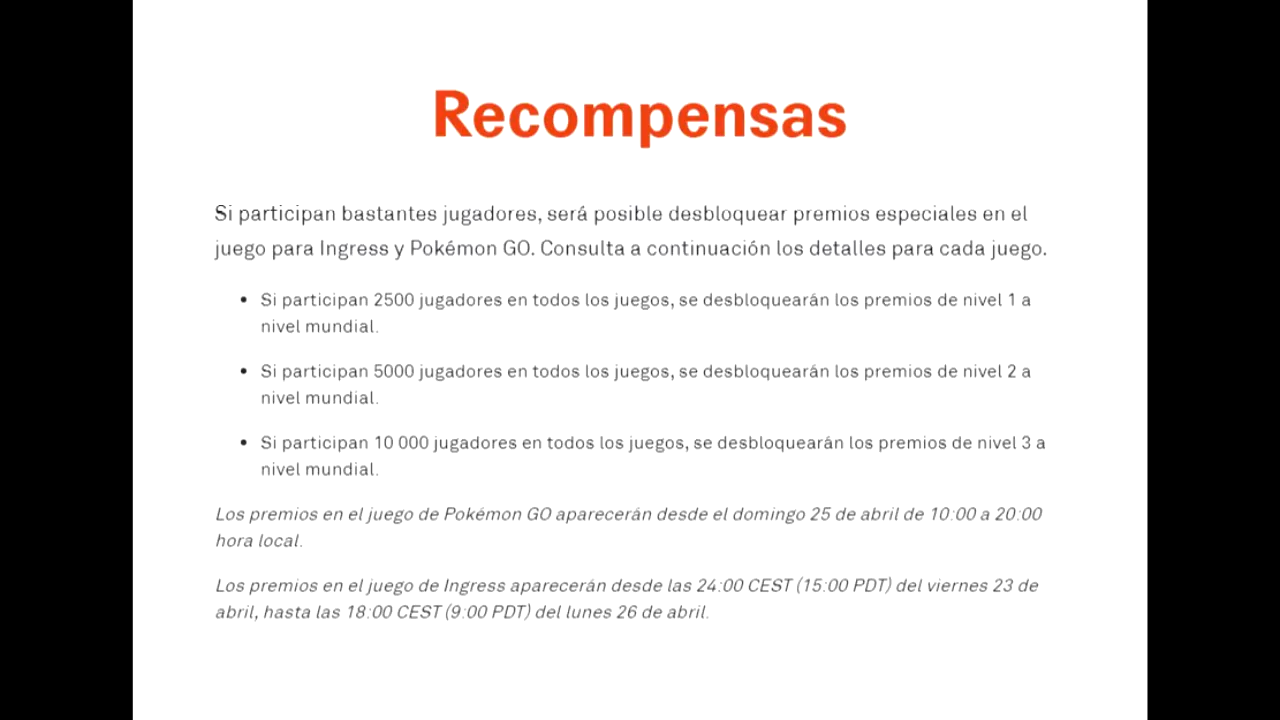 Recompensas
Si participan bastantes jugadores, será posible desbloquear premios especiales en el
juego para Ingress y Pokémon GO. Consulta a continuación los detalles para cada juego.
• Si participan 2500 jugadores en todos los juegos, se desbloquearán los premios de nivel 1 a
nivel mundial.
• Si participan 5000 jugadores en todos los juegos, se desbloquearán los premios de nivel 2 a
nivel mundial.
• Si participan 10 000 jugadores en todos los juegos, se desbloquearán los premios de nivel 3 a
nivel mundial.
Los premios en el juego de Pokémon GO aparecerán desde el domingo 25 de abril de 10:00 a 20:00
hora local.
Los premios en el juego de Ingress aparecerán desde las 24:00 CEST (15:00 PDT) del viernes 23 de
abril, hasta las 18:00 CEST (9:00 PDT) del lunes 26 de abril.